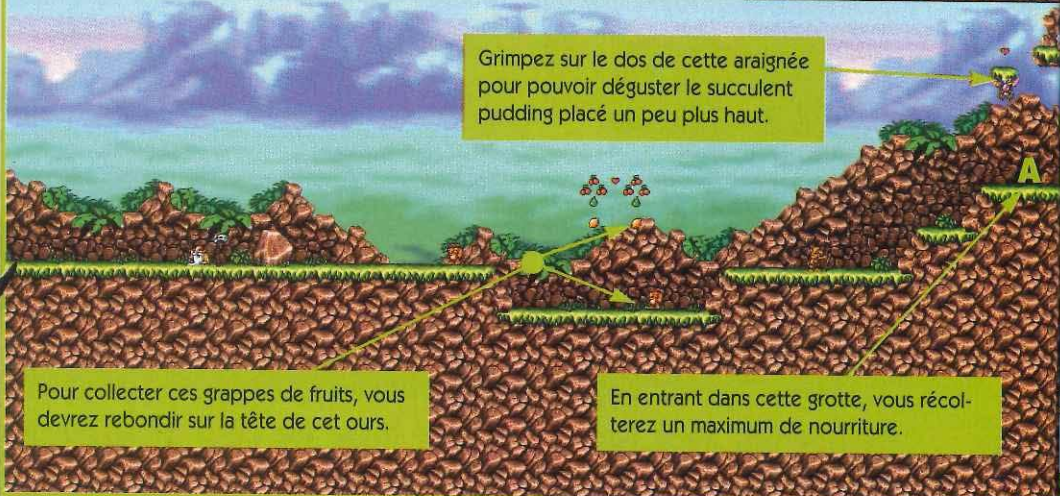 Grimpez sur le dos de cette araignée
pour pouvoir déguster le succulent
pudding placé un peu plus haut.
A
Pour collecter ces grappes de fruits, vous
devrez rebondir sur la tête de cet ours.
En entrant dans cette grotte, vous récol-
terez un maximum de nourriture.